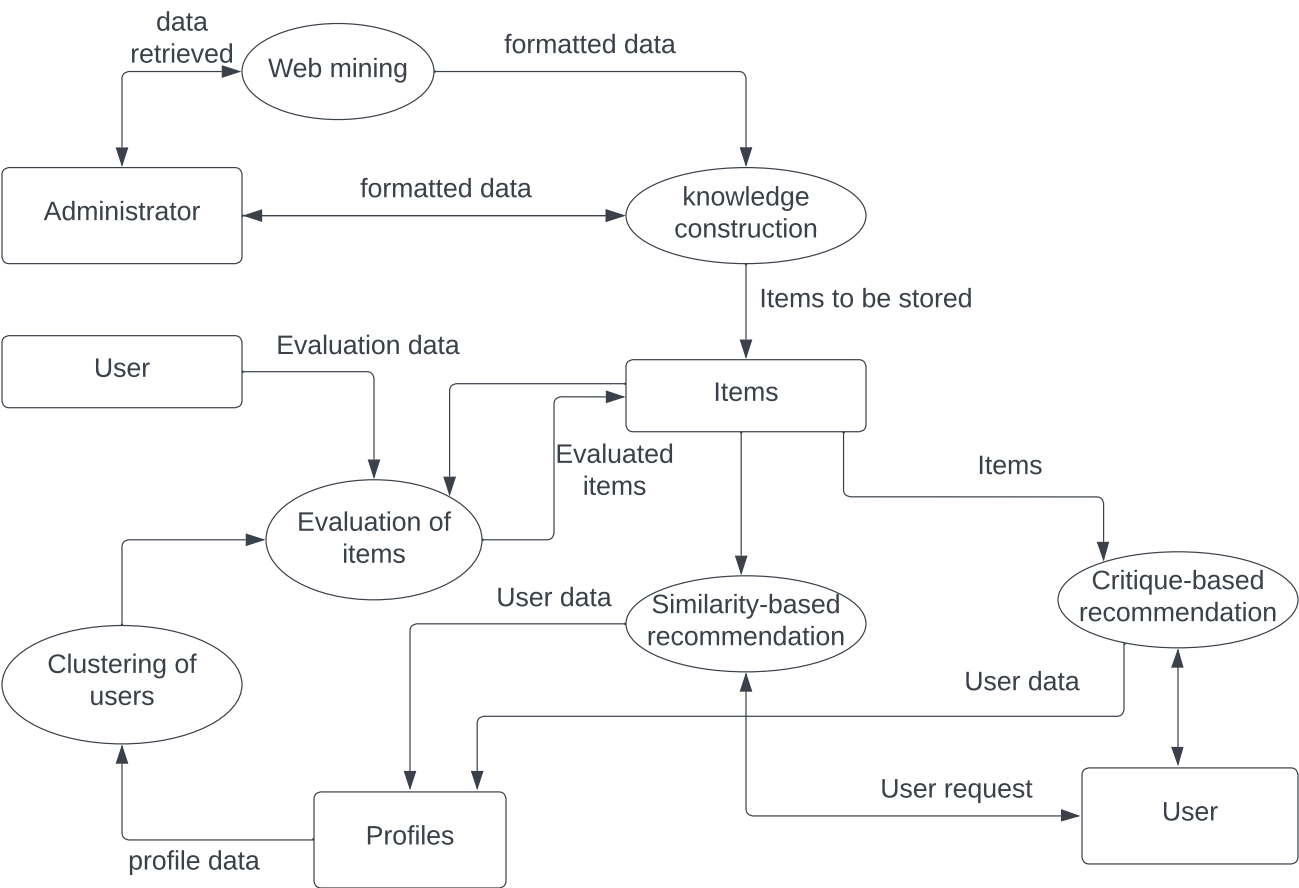 data
retrieved
Web mining
formatted data
Administrator
formatted data
knowledge
construction
Items to be stored
User
Evaluation data
Items
Evaluated
items
Items
Evaluation of
items
User data
Similarity-based
recommendation
Critique-based
recommendation
Clustering of
users
User data
User request
User
Profiles
profile data